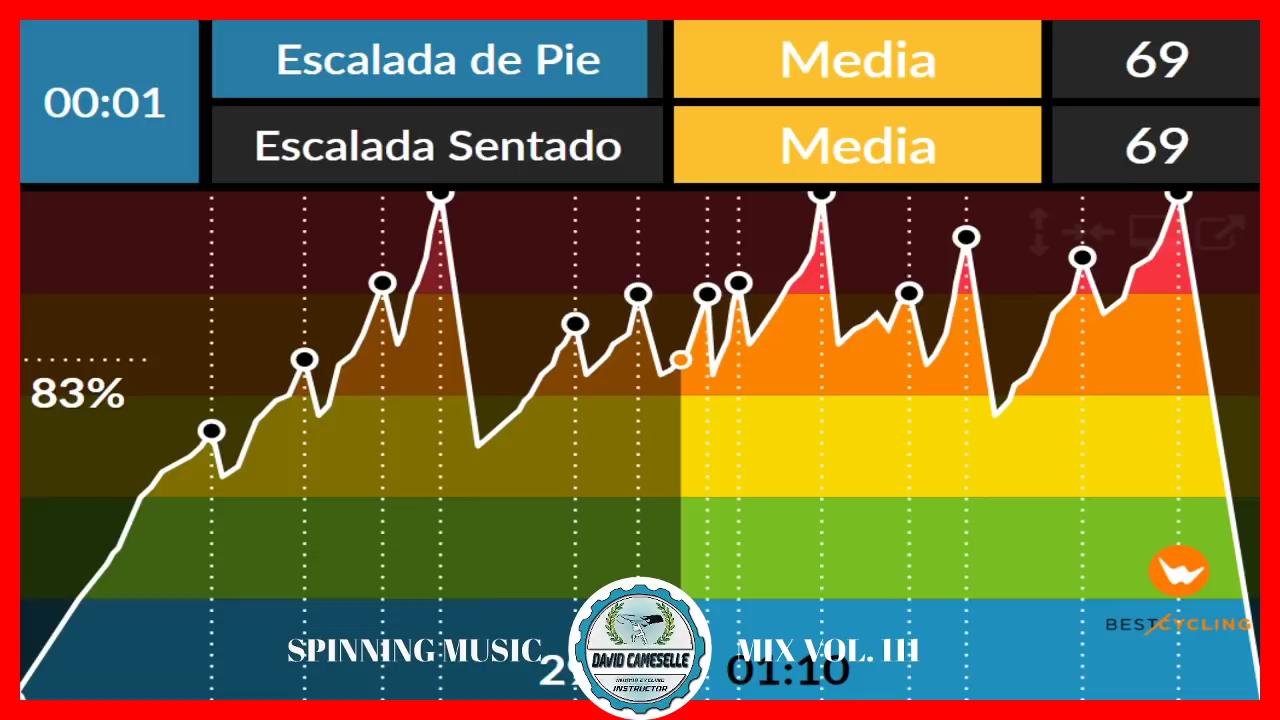 00:01
Escalada de Pie
Media
69
Escalada Sentado
Media
69
83%
BESTCYCLING
SPINNING MUSIC
MIX VOL. III
01:10
DAVID CAMESELLE
INSTRUCTOR